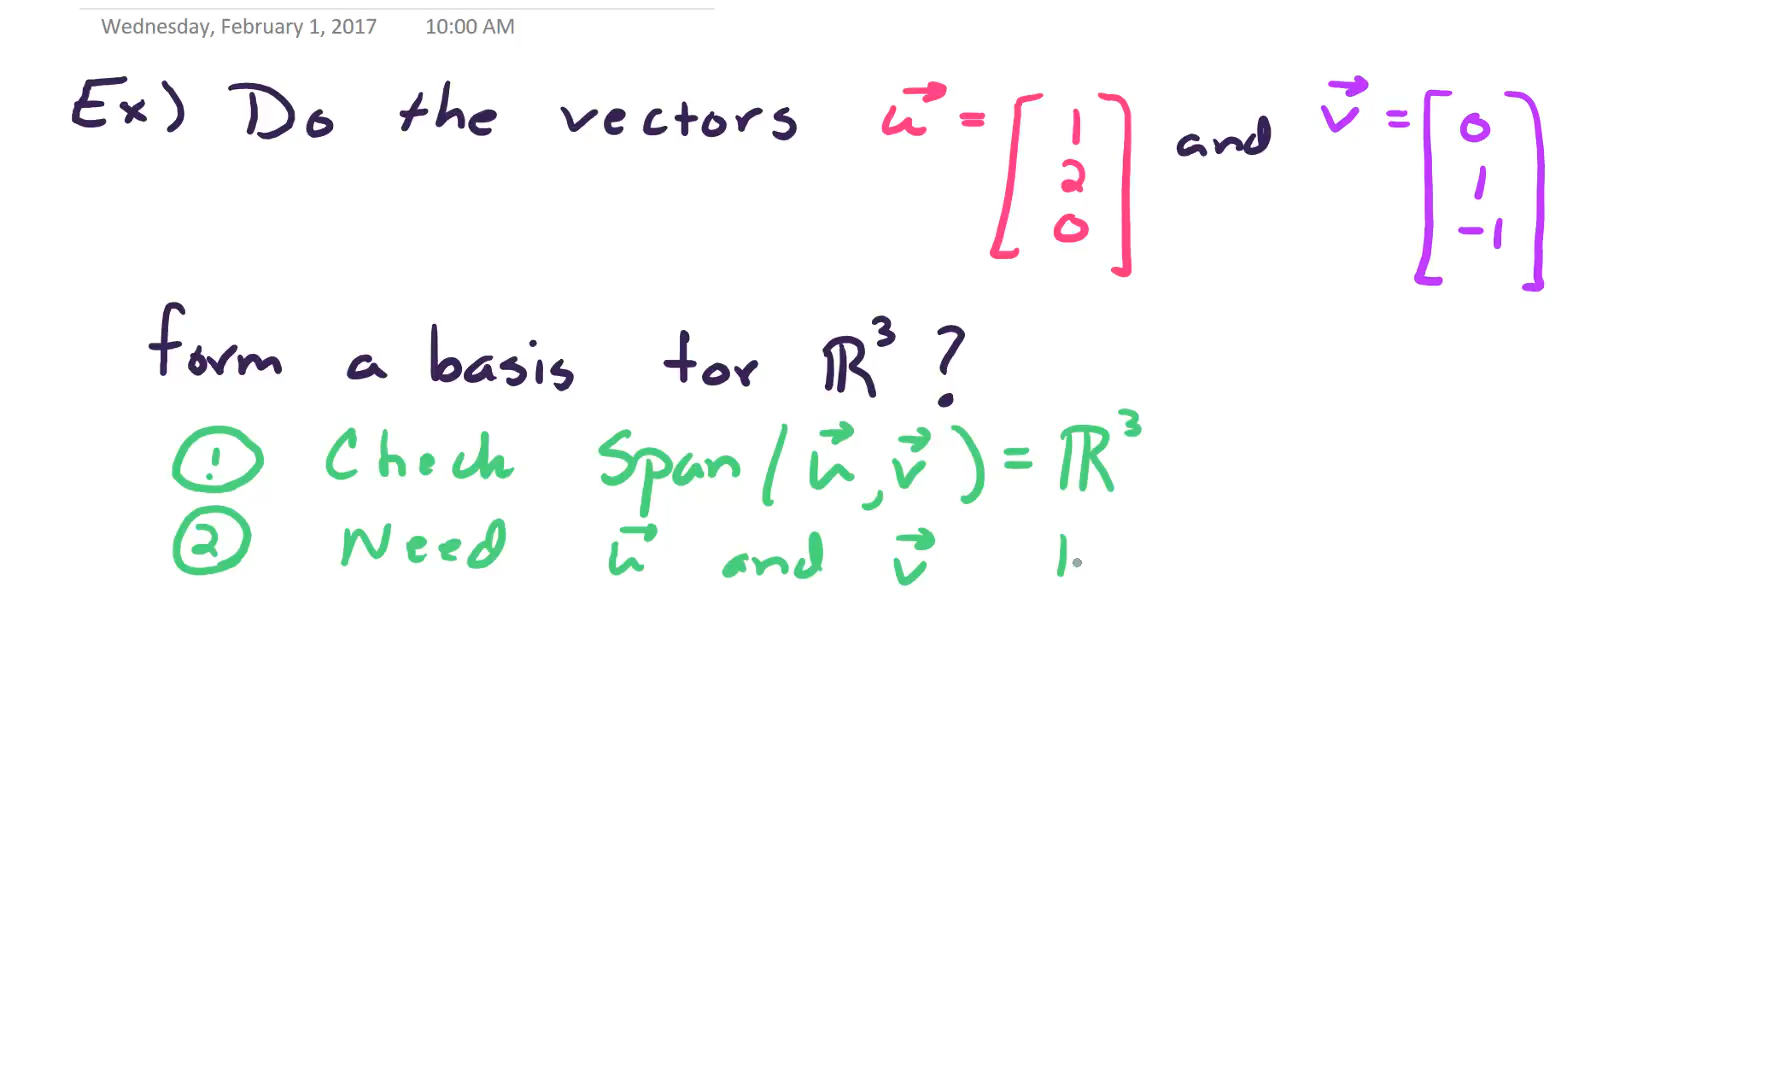 Wednesday, February 1, 2017 10:00 AM
Ex) Do the vectors u⃗ = [1 2 0] and v⃗ = [0 1 -1]
form a basis for ℝ³?
① Check Span(u⃗, v⃗) = ℝ³
② Need u⃗ and v⃗ l